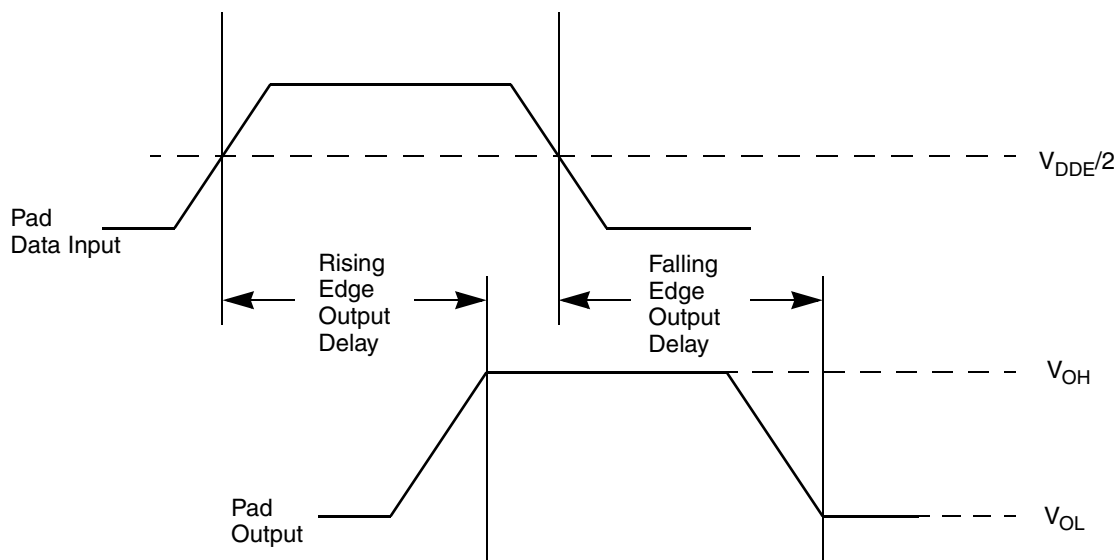 V_DDE/2
Pad
Data Input
Rising
Edge
Output
Delay
Falling
Edge
Output
Delay
V_OH
Pad
Output
V_OL